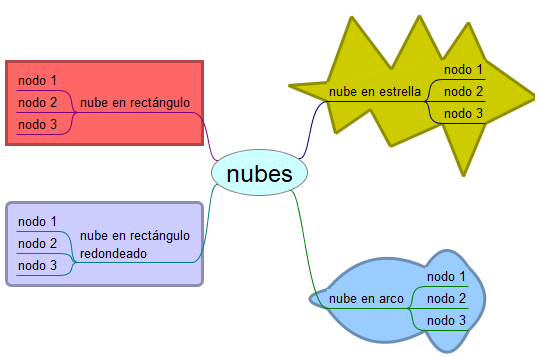 nubes
nodo 1
nodo 2
nodo 3
nube en rectángulo
nodo 1
nodo 2
nodo 3
nube en rectángulo
redondeado
nube en estrella
nodo 1
nodo 2
nodo 3
nube en arco
nodo 1
nodo 2
nodo 3